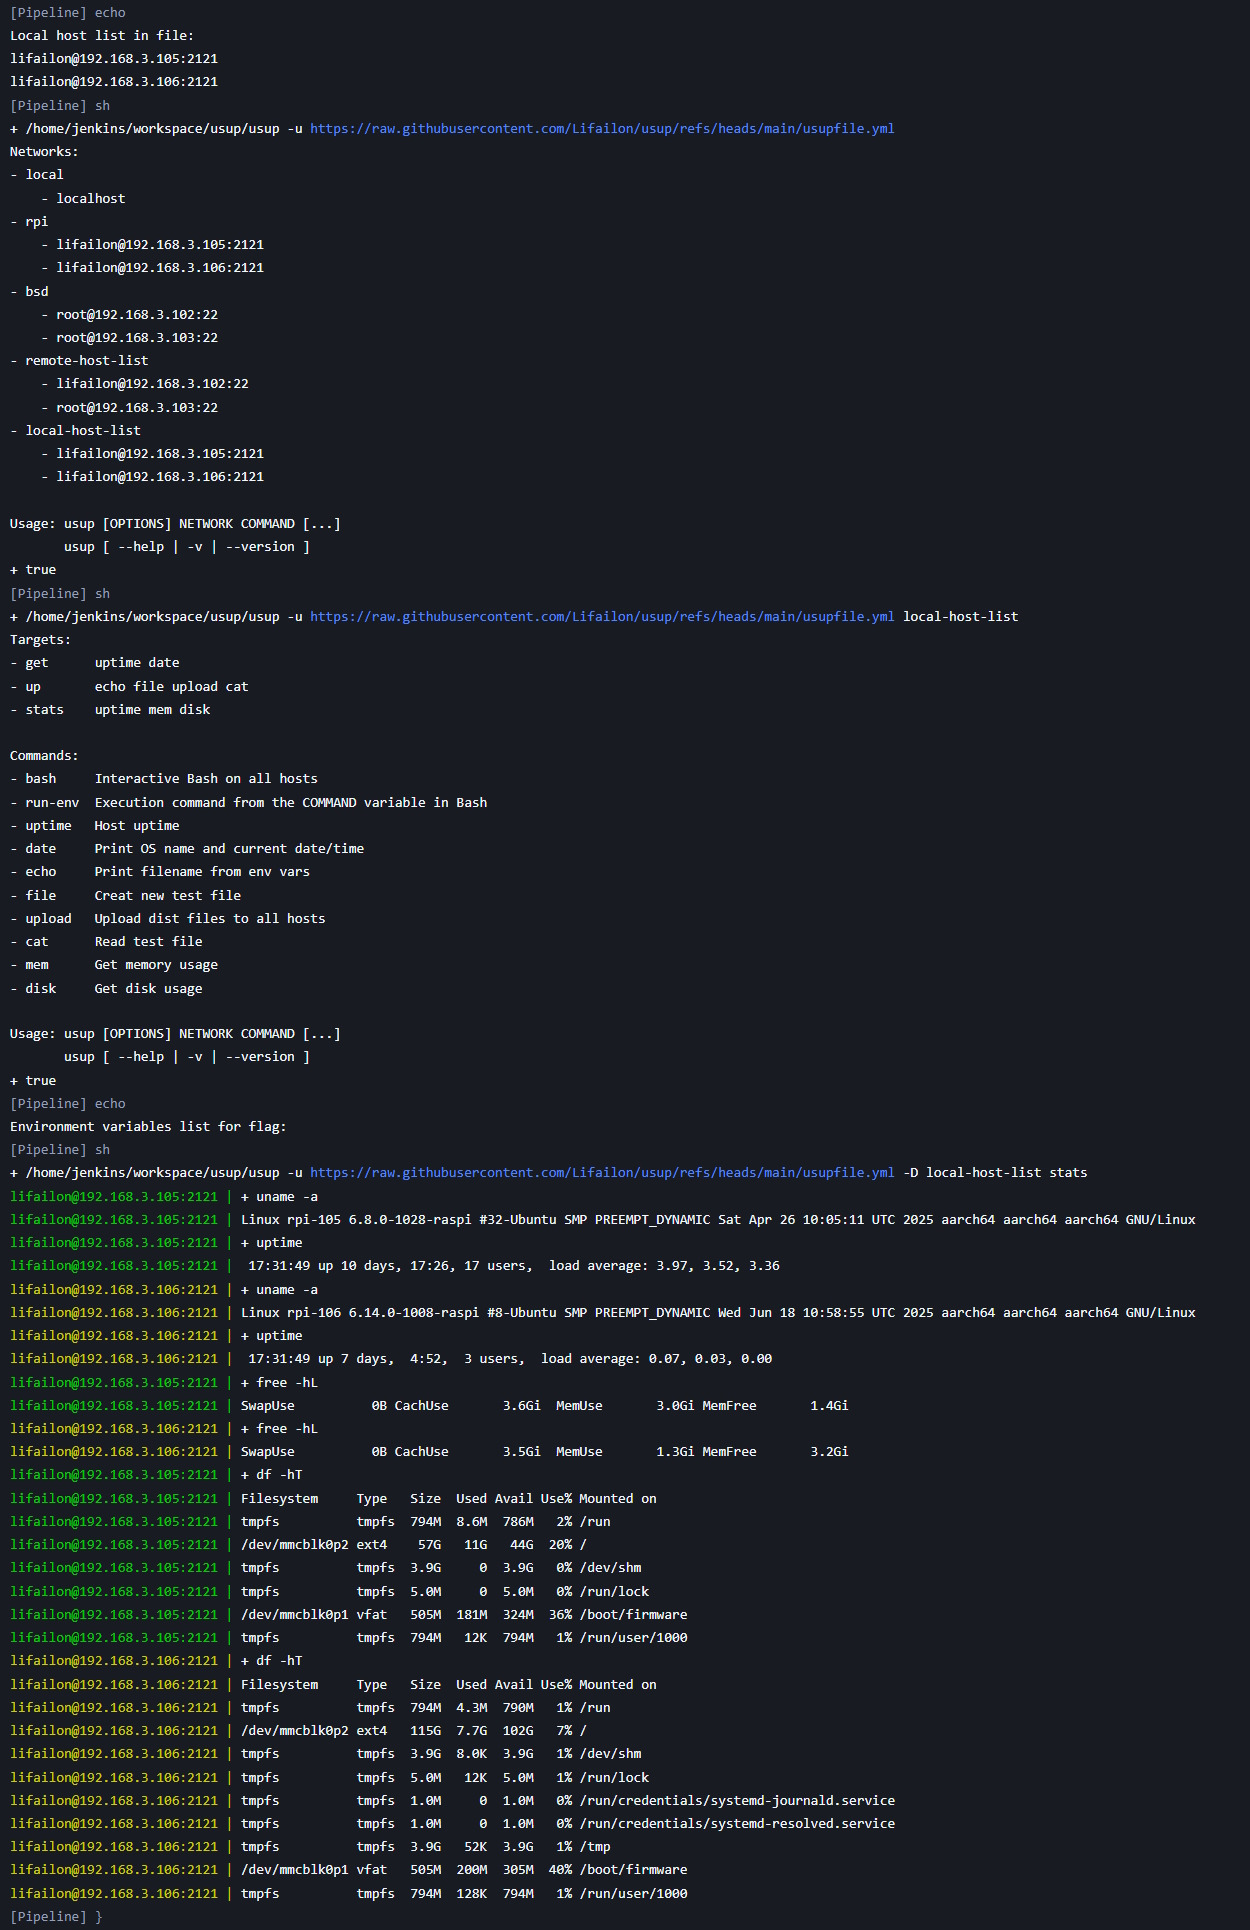 [Pipeline] echo
Local host list in file:
lifailon@192.168.3.105:2121
lifailon@192.168.3.106:2121
[Pipeline] sh
+ /home/jenkins/workspace/usup/usup -u https://raw.githubusercontent.com/Lifailon/usup/refs/heads/main/usupfile.yml
Networks:
- local
    - localhost
- rpi
    - lifailon@192.168.3.105:2121
    - lifailon@192.168.3.106:2121
- bsd
    - root@192.168.3.102:22
    - root@192.168.3.103:22
- remote-host-list
    - lifailon@192.168.3.102:22
    - root@192.168.3.103:22
- local-host-list
    - lifailon@192.168.3.105:2121
    - lifailon@192.168.3.106:2121

Usage: usup [OPTIONS] NETWORK COMMAND [...]
       usup [ --help | -v | --version ]
+ true
[Pipeline] sh
+ /home/jenkins/workspace/usup/usup -u https://raw.githubusercontent.com/Lifailon/usup/refs/heads/main/usupfile.yml local-host-list
Targets:
- get      uptime date
- up       echo file upload cat
- stats    uptime mem disk

Commands:
- bash     Interactive Bash on all hosts
- run-env  Execution command from the COMMAND variable in Bash
- uptime   Host uptime
- date     Print OS name and current date/time
- echo     Print filename from env vars
- file     Creat new test file
- upload   Upload dist files to all hosts
- cat      Read test file
- mem      Get memory usage
- disk     Get disk usage

Usage: usup [OPTIONS] NETWORK COMMAND [...]
       usup [ --help | -v | --version ]
+ true
[Pipeline] echo
Environment variables list for flag:
[Pipeline] sh
+ /home/jenkins/workspace/usup/usup -u https://raw.githubusercontent.com/Lifailon/usup/refs/heads/main/usupfile.yml -D local-host-list stats
lifailon@192.168.3.105:2121 | + uname -a
lifailon@192.168.3.105:2121 | Linux rpi-105 6.8.0-1028-raspi #32-Ubuntu SMP PREEMPT_DYNAMIC Sat Apr 26 10:05:11 UTC 2025 aarch64 aarch64 aarch64 GNU/Linux
lifailon@192.168.3.105:2121 | + uptime
lifailon@192.168.3.105:2121 |  17:31:49 up 10 days, 17:26, 17 users,  load average: 3.97, 3.52, 3.36
lifailon@192.168.3.106:2121 | + uname -a
lifailon@192.168.3.106:2121 | Linux rpi-106 6.14.0-1008-raspi #8-Ubuntu SMP PREEMPT_DYNAMIC Wed Jun 18 10:58:55 UTC 2025 aarch64 aarch64 aarch64 GNU/Linux
lifailon@192.168.3.106:2121 | + uptime
lifailon@192.168.3.106:2121 |  17:31:49 up 7 days,  4:52,  3 users,  load average: 0.07, 0.03, 0.00
lifailon@192.168.3.105:2121 | + free -hL
lifailon@192.168.3.105:2121 | SwapUse          0B CachUse       3.6Gi  MemUse       3.0Gi MemFree       1.4Gi
lifailon@192.168.3.106:2121 | + free -hL
lifailon@192.168.3.106:2121 | SwapUse          0B CachUse       3.5Gi  MemUse       1.3Gi MemFree       3.2Gi
lifailon@192.168.3.105:2121 | + df -hT
lifailon@192.168.3.105:2121 | Filesystem     Type   Size  Used Avail Use% Mounted on
lifailon@192.168.3.105:2121 | tmpfs          tmpfs  794M  8.6M  786M   2% /run
lifailon@192.168.3.105:2121 | /dev/mmcblk0p2 ext4    57G   11G   44G  20% /
lifailon@192.168.3.105:2121 | tmpfs          tmpfs  3.9G     0  3.9G   0% /dev/shm
lifailon@192.168.3.105:2121 | tmpfs          tmpfs  5.0M     0  5.0M   0% /run/lock
lifailon@192.168.3.105:2121 | /dev/mmcblk0p1 vfat   505M  181M  324M  36% /boot/firmware
lifailon@192.168.3.105:2121 | tmpfs          tmpfs  794M   12K  794M   1% /run/user/1000
lifailon@192.168.3.106:2121 | + df -hT
lifailon@192.168.3.106:2121 | Filesystem     Type   Size  Used Avail Use% Mounted on
lifailon@192.168.3.106:2121 | tmpfs          tmpfs  794M  4.3M  790M   1% /run
lifailon@192.168.3.106:2121 | /dev/mmcblk0p2 ext4   115G  7.7G  102G   7% /
lifailon@192.168.3.106:2121 | tmpfs          tmpfs  3.9G  8.0K  3.9G   1% /dev/shm
lifailon@192.168.3.106:2121 | tmpfs          tmpfs  5.0M   12K  5.0M   1% /run/lock
lifailon@192.168.3.106:2121 | tmpfs          tmpfs  1.0M     0  1.0M   0% /run/credentials/systemd-journald.service
lifailon@192.168.3.106:2121 | tmpfs          tmpfs  1.0M     0  1.0M   0% /run/credentials/systemd-resolved.service
lifailon@192.168.3.106:2121 | tmpfs          tmpfs  3.9G   52K  3.9G   1% /tmp
lifailon@192.168.3.106:2121 | /dev/mmcblk0p1 vfat   505M  200M  305M  40% /boot/firmware
lifailon@192.168.3.106:2121 | tmpfs          tmpfs  794M  128K  794M   1% /run/user/1000
[Pipeline] }